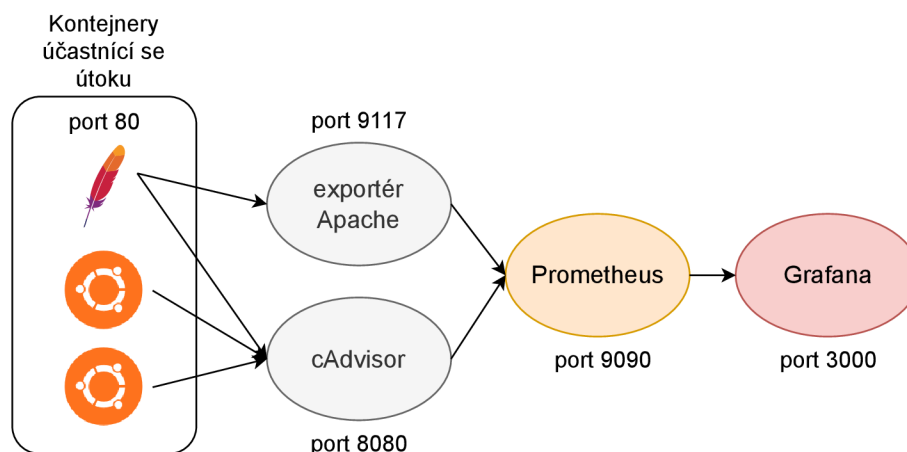 Kontejnery
účastnící se
útoku
port 80
port 9117
exportér
Apache
cAdvisor
port 8080
Prometheus
port 9090
Grafana
port 3000